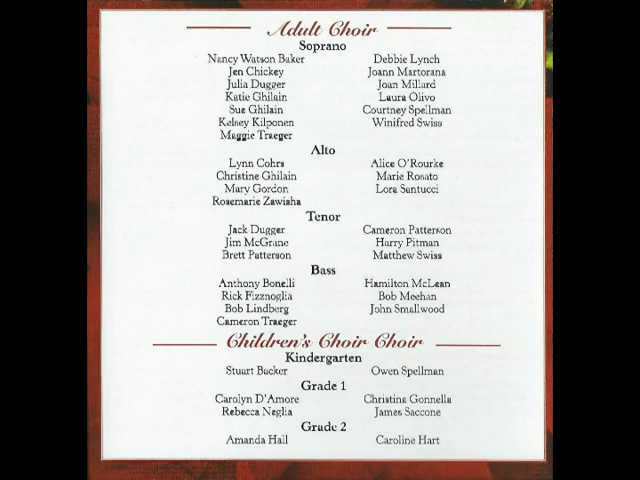 Adult Choir
Soprano
Nancy Watson Baker Debbie Lynch
Jen Chickey Joann Martorana
Julia Dugger Joan Millard
Katie Ghilain Laura Olivo
Sue Ghilain Courtney Spellman
Kelsey Kilponen Winifred Swiss
Maggie Traeger
Alto
Lynn Cohrs Alice O'Rourke
Christine Ghilain Marie Rosato
Mary Gordon Lora Santucci
Rosemarie Zawisha
Tenor
Jack Dugger Cameron Patterson
Jim McGrane Harry Pitman
Brett Patterson Matthew Swiss
Bass
Anthony Bonelli Hamilton McLean
Rick Fizznoglia Bob Meehan
Bob Lindberg John Smallwood
Cameron Traeger
Children's Choir Choir
Kindergarten
Stuart Backer Owen Spellman
Grade 1
Carolyn D'Amore Christina Gonnella
Rebecca Neglia James Saccone
Grade 2
Amanda Hall Caroline Hart